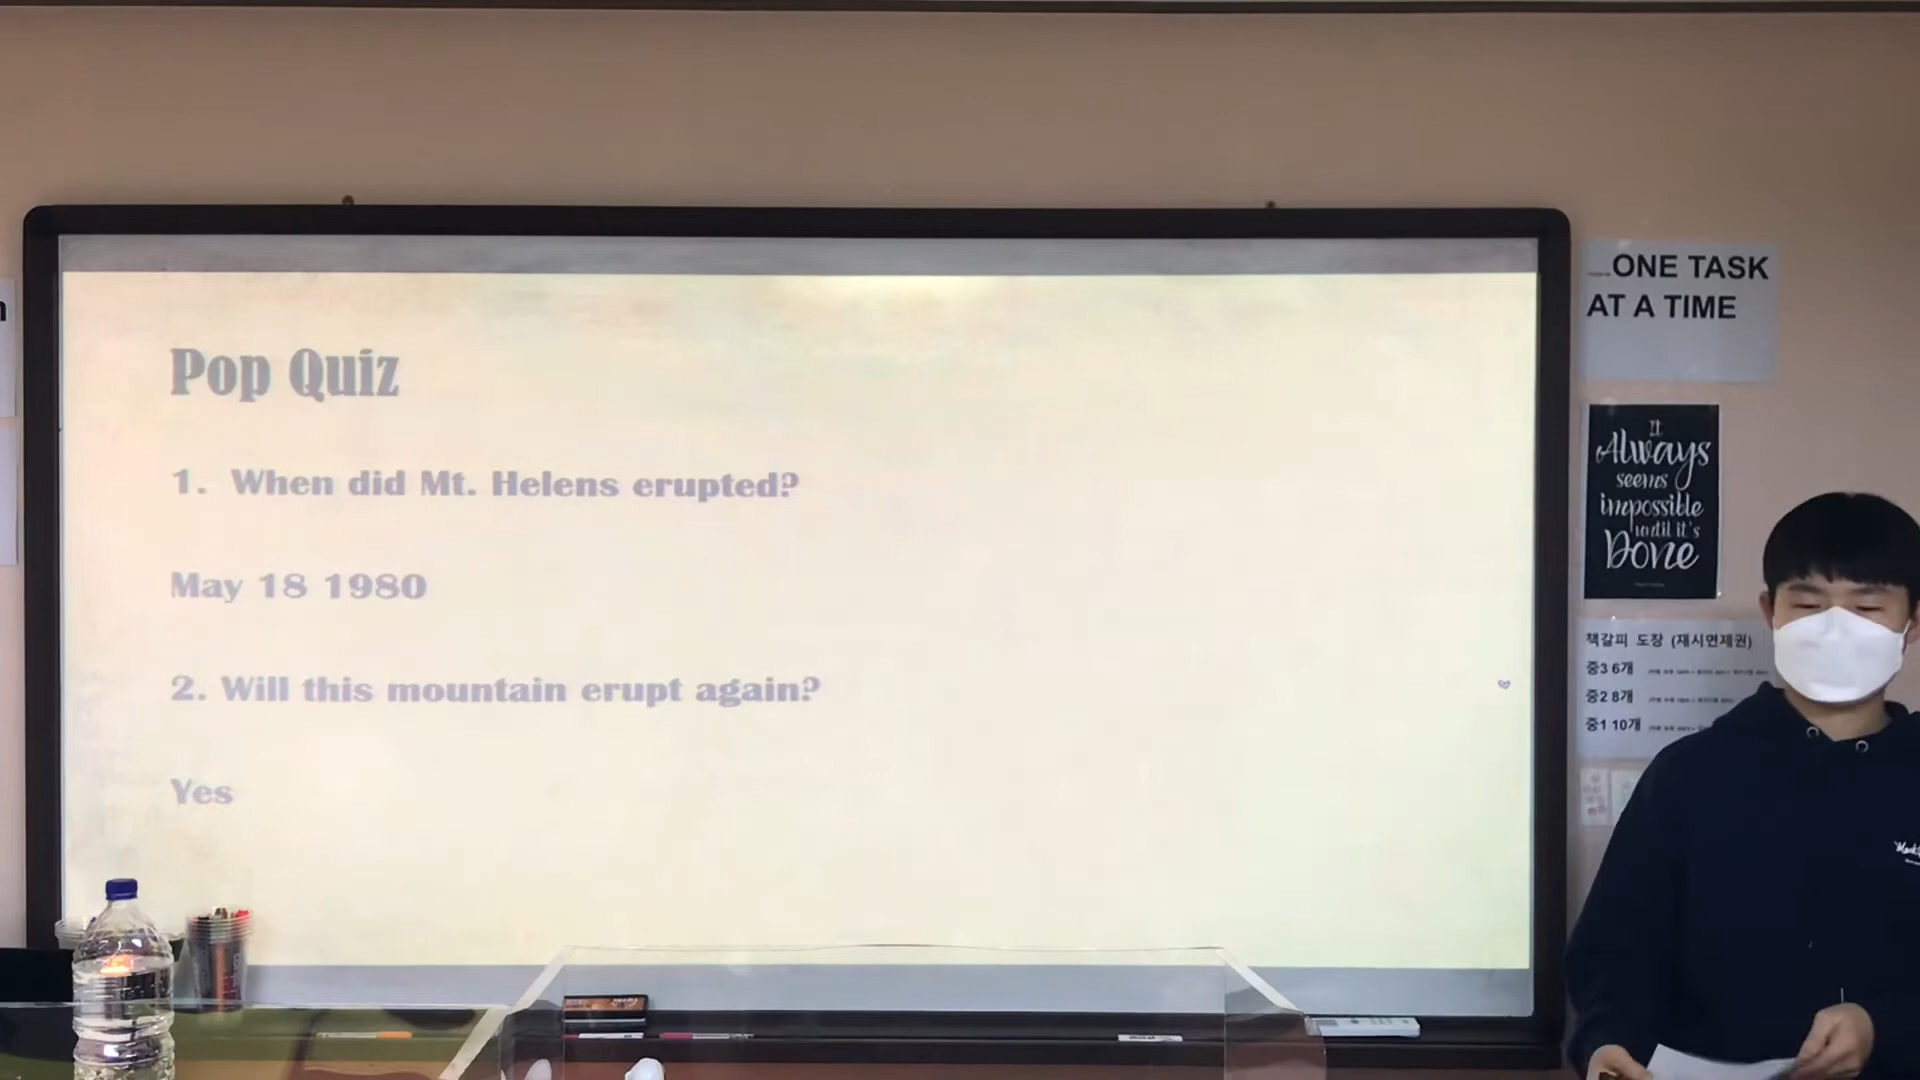 Pop Quiz
1. When did Mt. Helens erupted?
May 18 1980
2. Will this mountain erupt again?
Yes
ONE TASK
AT A TIME
It
Always
seems
impossible
until it's
Done
책갈피 도장 (재시면제권)
중3 6개
중2 8개
중1 10개